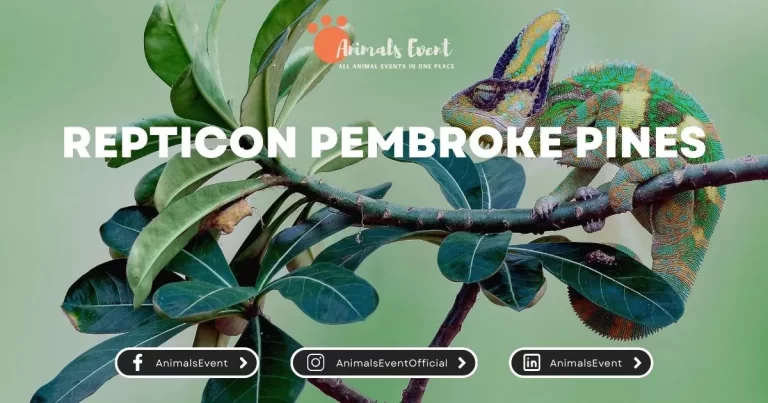 Animals Event
ALL ANIMAL EVENTS IN ONE PLACE
REPTICON PEMBROKE PINES
AnimalsEvent
AnimalsEventOfficial
AnimalsEvent